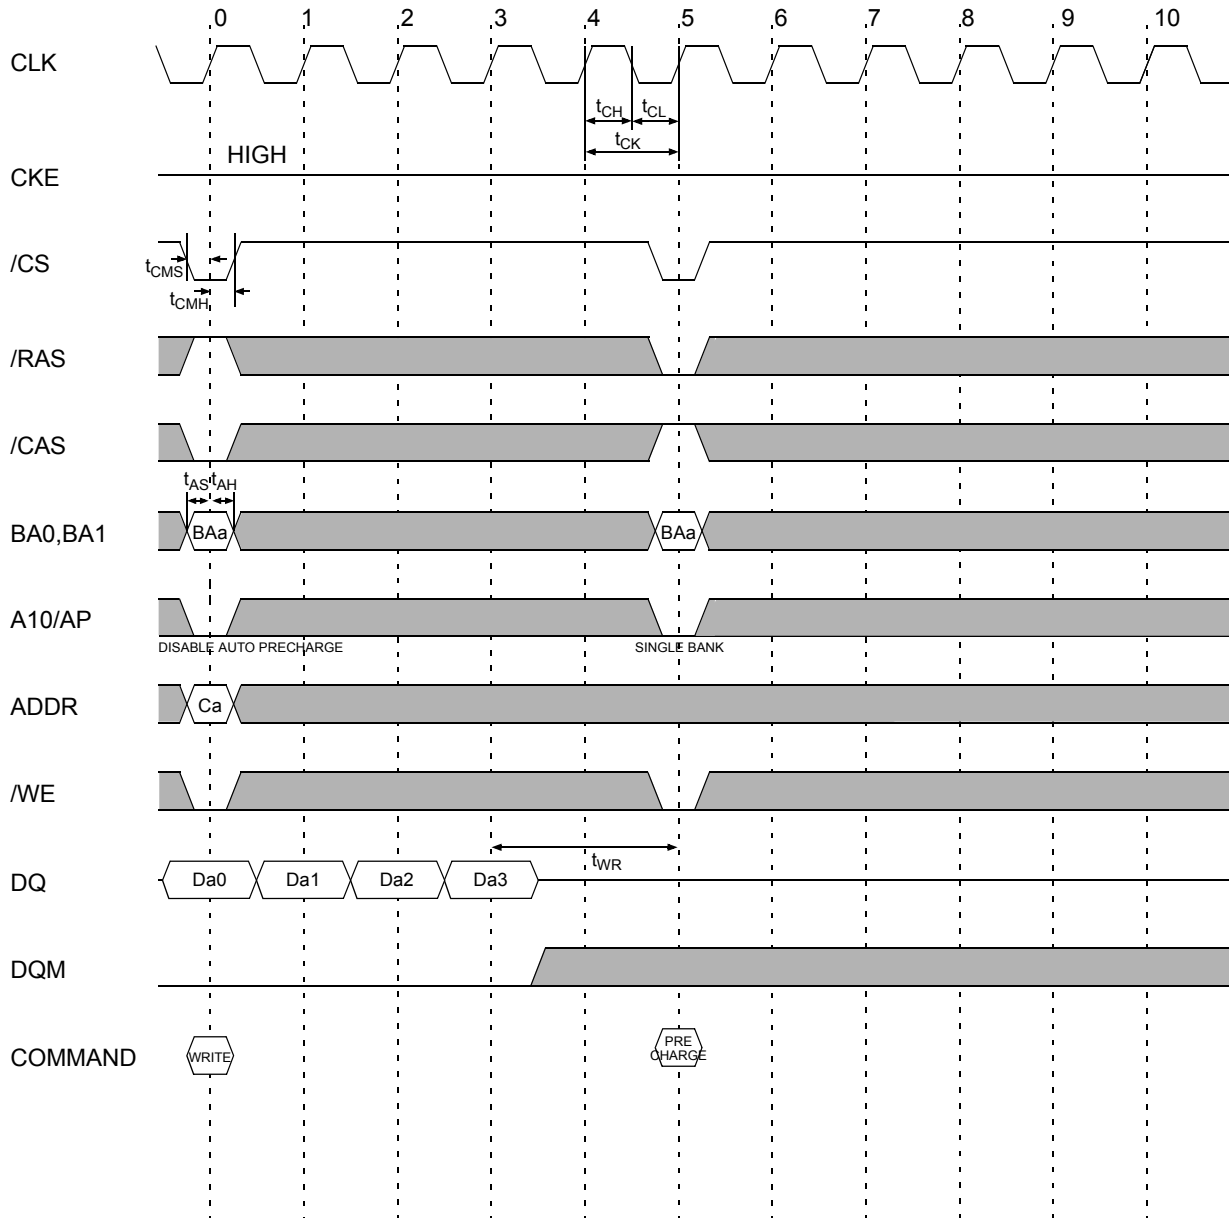 0 1 2 3 4 5 6 7 8 9 10
CLK
tCH tCL
tCK
HIGH
CKE
/CS
tCMS
tCMH
/RAS
/CAS
tAS tAH
BA0,BA1 BAa BAa
A10/AP
DISABLE AUTO PRECHARGE SINGLE BANK
ADDR Ca
/WE
tWR
DQ Da0 Da1 Da2 Da3
DQM
COMMAND WRITE PRE
CHARGE